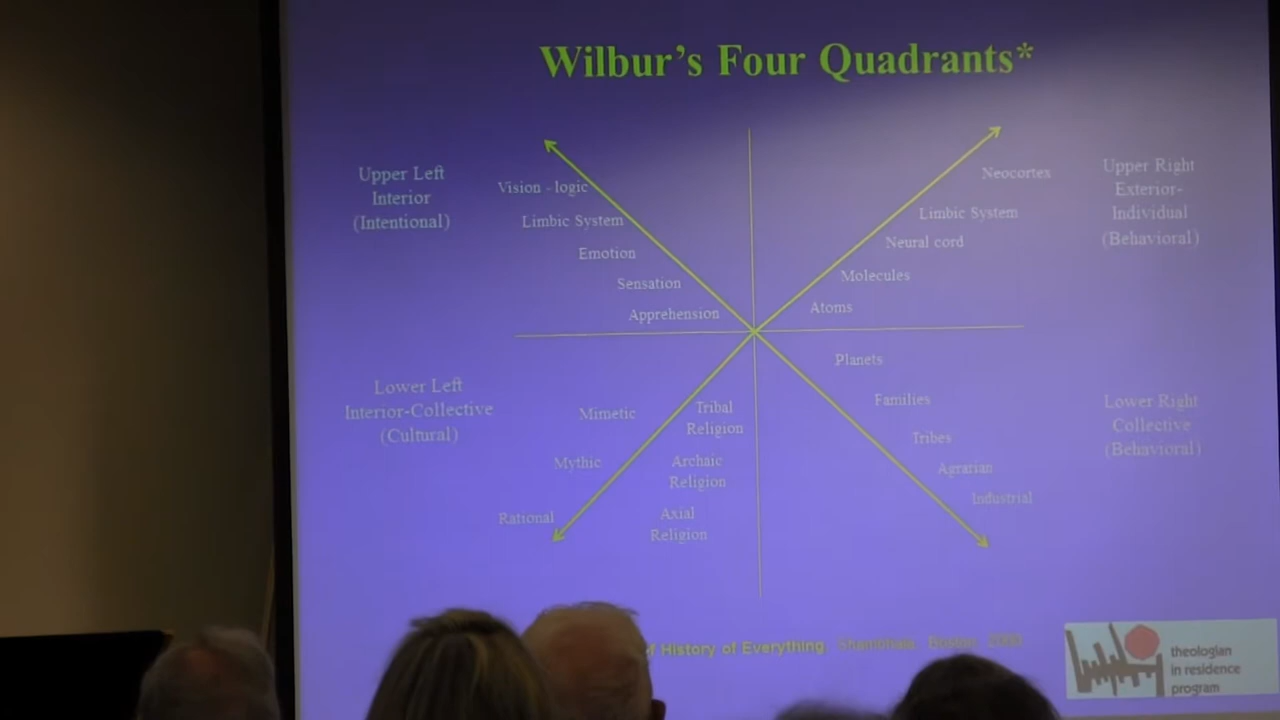 Wilbur's Four Quadrants*
Upper Left
Interior
(Intentional)
Vision - logic
Limbic System
Emotion
Sensation
Apprehension
Neocortex
Limbic System
Neural cord
Molecules
Atoms
Upper Right
Exterior-
Individual
(Behavioral)
Lower Left
Interior-Collective
(Cultural)
Mimetic
Mythic
Rational
Tribal
Religion
Archaic
Religion
Axial
Religion
Planets
Families
Tribes
Agrarian
Industrial
Lower Right
Collective
(Behavioral)
History of Everything, Shambhala, Boston,
theologian
in residence
program